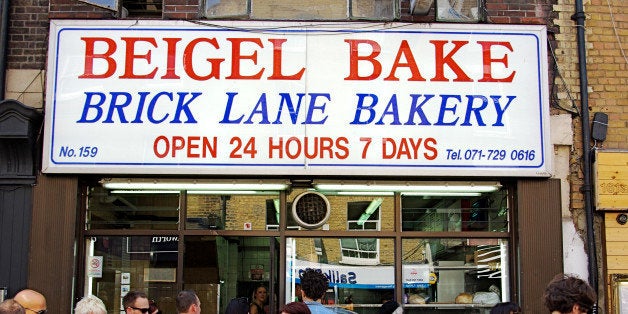 BEIGEL BAKE
BRICK LANE BAKERY
No. 159
OPEN 24 HOURS 7 DAYS
Tel. 071-729 0616